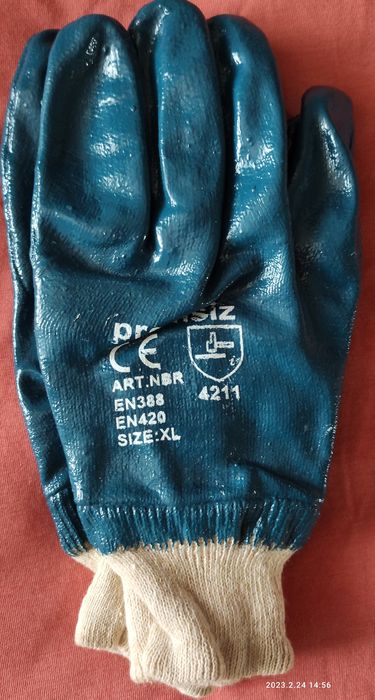 CE
ART:NBR
4211
EN388
EN420
SIZE:XL
2023.2.24 14:56